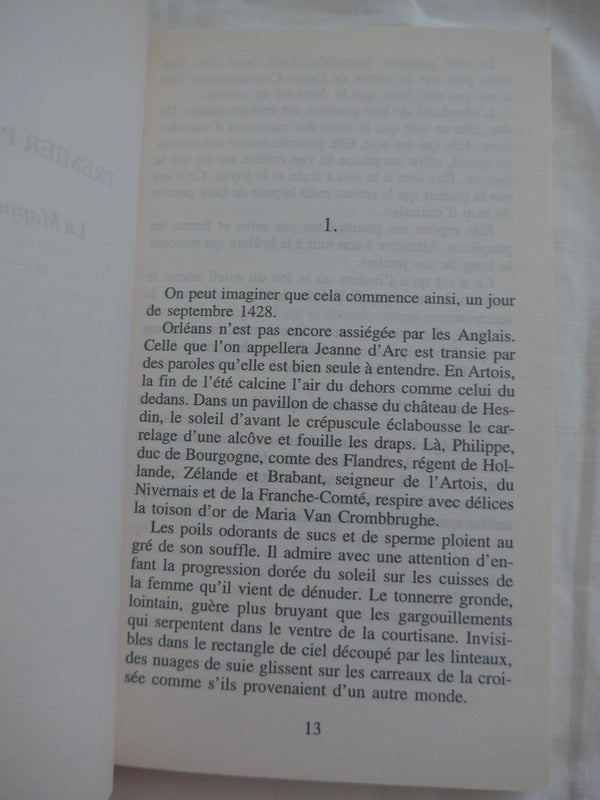 PREMIER P
La Mappe
1.
On peut imaginer que cela commence ainsi, un jour
de septembre 1428.
Orléans n'est pas encore assiégée par les Anglais.
Celle que l'on appellera Jeanne d'Arc est transie par
des paroles qu'elle est bien seule à entendre. En Artois,
la fin de l'été calcine l'air du dehors comme celui du
dedans. Dans un pavillon de chasse du château de Hes-
din, le soleil d'avant le crépuscule éclabousse le car-
relage d'une alcôve et fouille les draps. Là, Philippe,
duc de Bourgogne, comte des Flandres, régent de Hol-
lande, Zélande et Brabant, seigneur de l'Artois, du
Nivernais et de la Franche-Comté, respire avec délices
la toison d'or de Maria Van Crombbrughe.
Les poils odorants de sucs et de sperme ploient au
gré de son souffle. Il admire avec une attention d'en-
fant la progression dorée du soleil sur les cuisses de
la femme qu'il vient de dénuder. Le tonnerre gronde,
lointain, guère plus bruyant que les gargouillements
qui serpentent dans le ventre de la courtisane. Invisi-
bles dans le rectangle de ciel découpé par les linteaux,
des nuages de suie glissent sur les carreaux de la croi-
sée comme s'ils provenaient d'un autre monde.
13